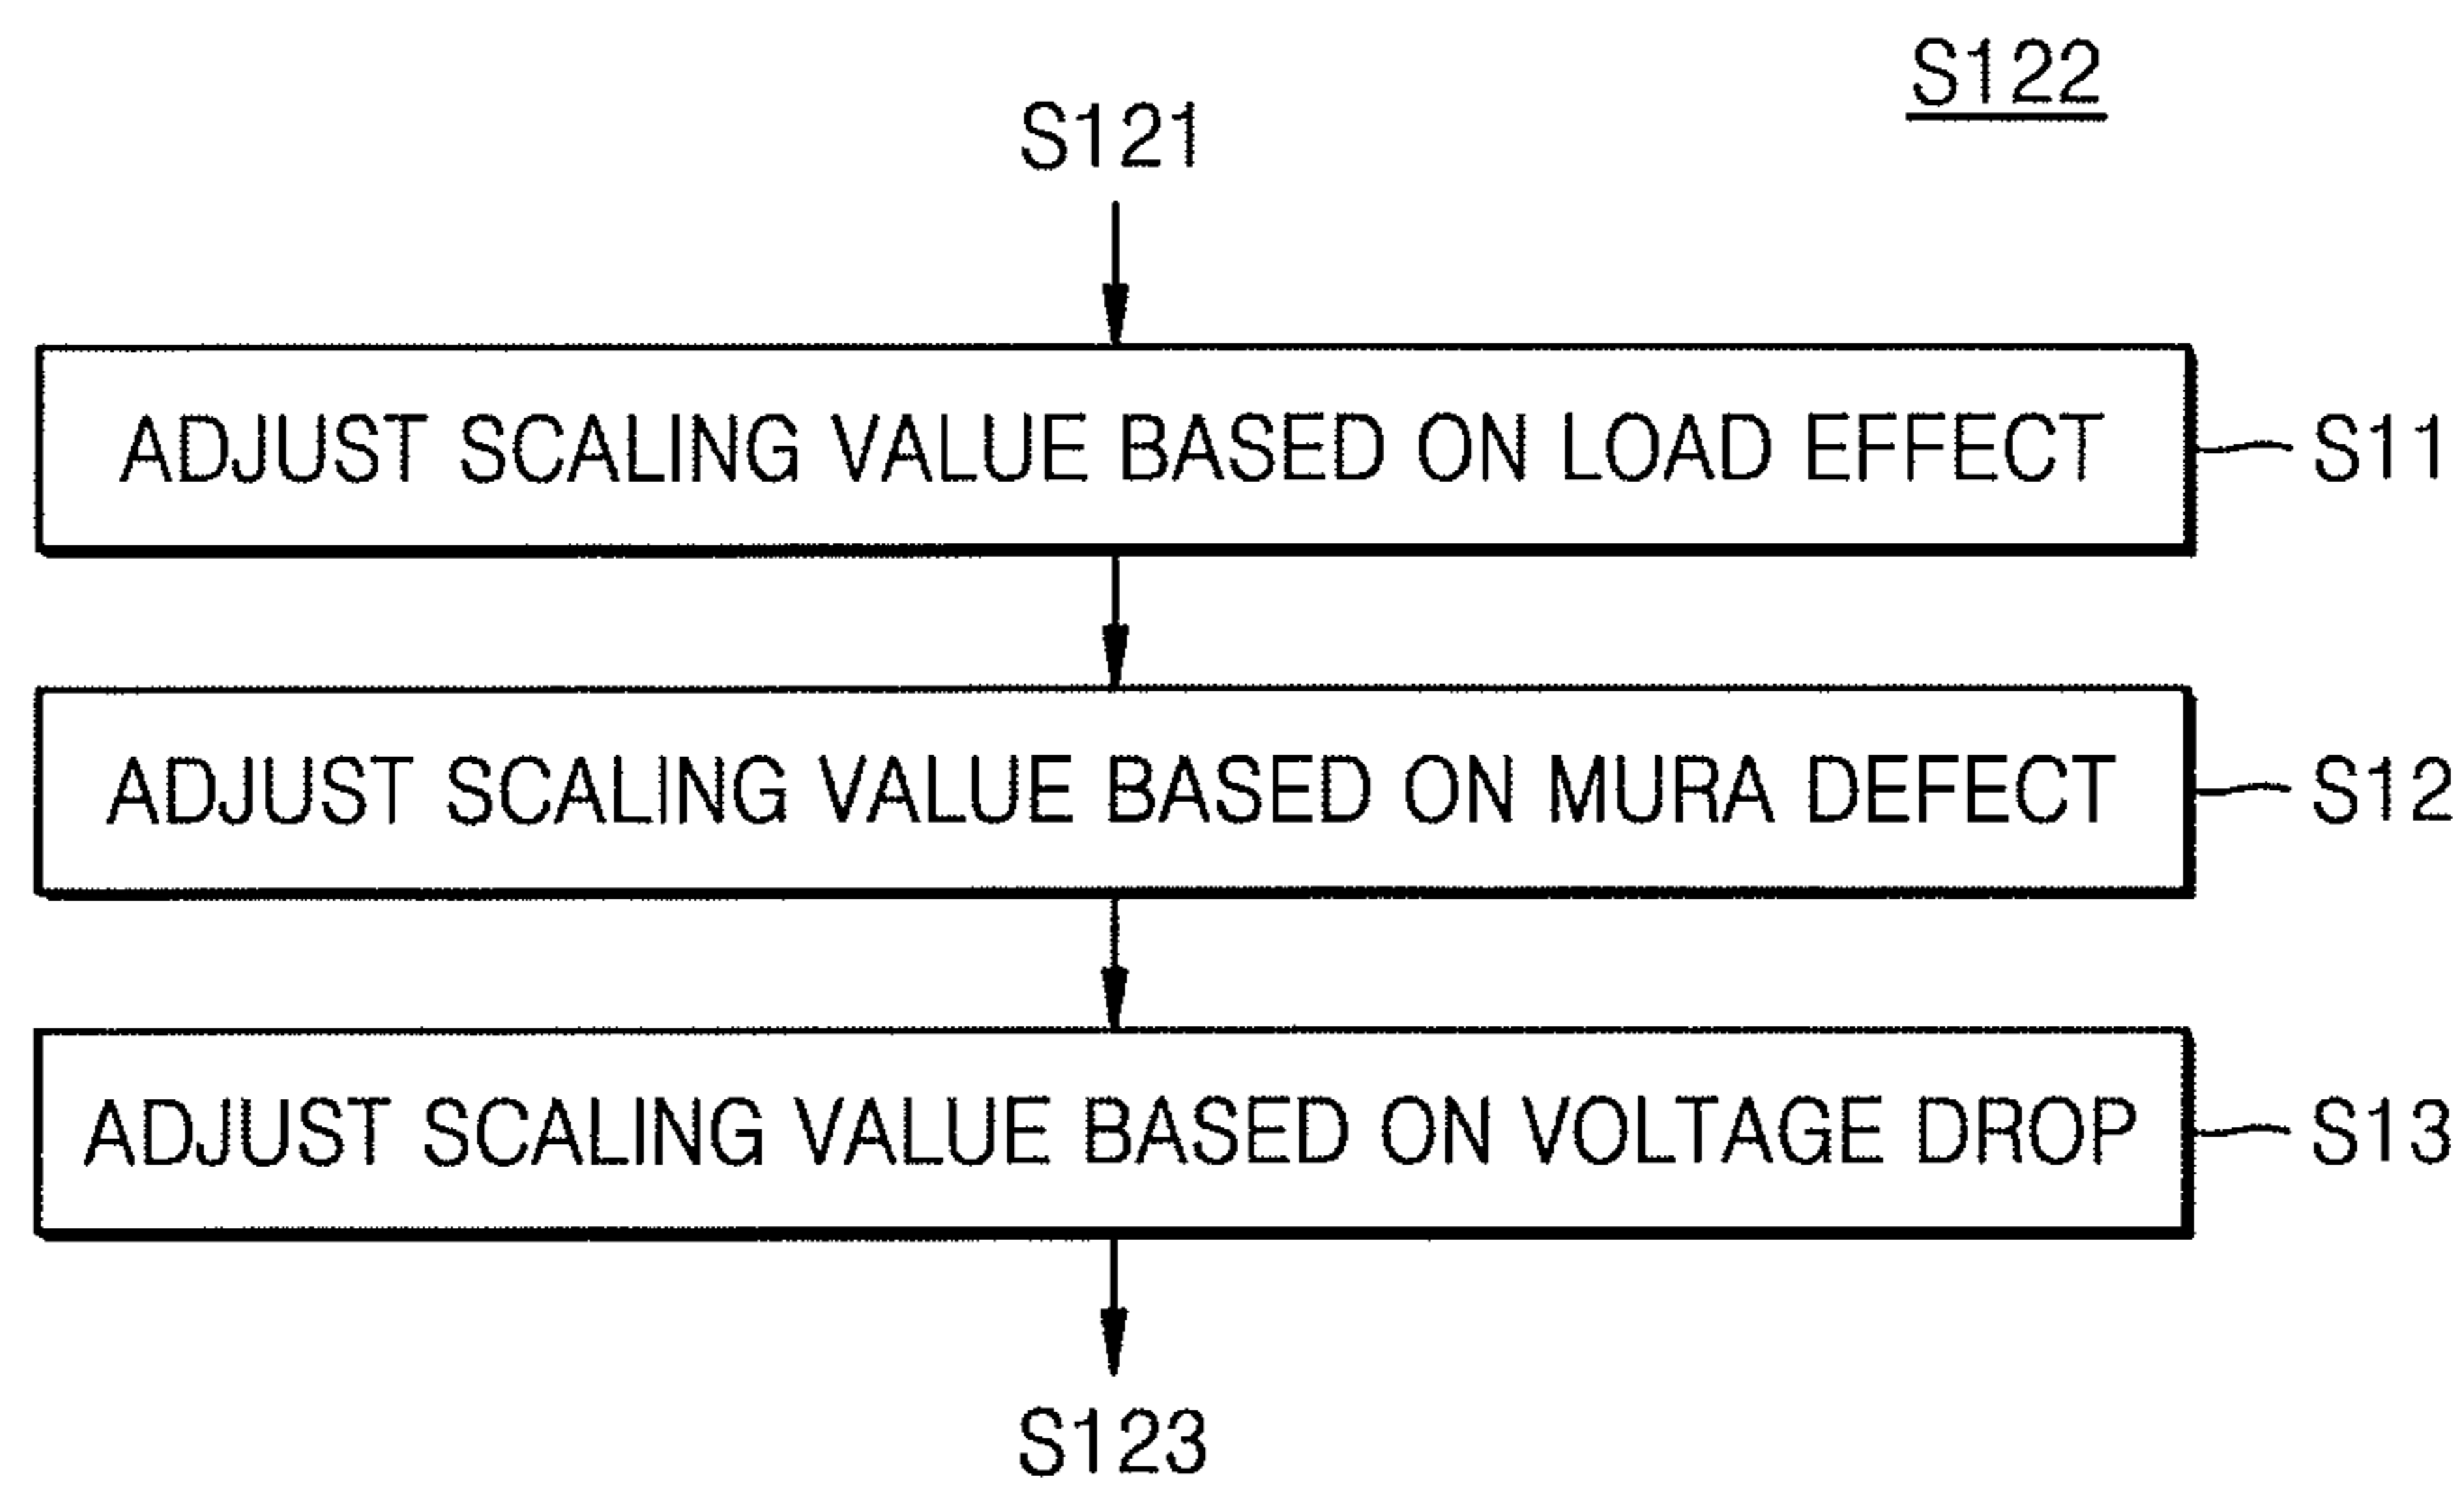 S122
S121
ADJUST SCALING VALUE BASED ON LOAD EFFECT S11
ADJUST SCALING VALUE BASED ON MURA DEFECT S12
ADJUST SCALING VALUE BASED ON VOLTAGE DROP S13
S123